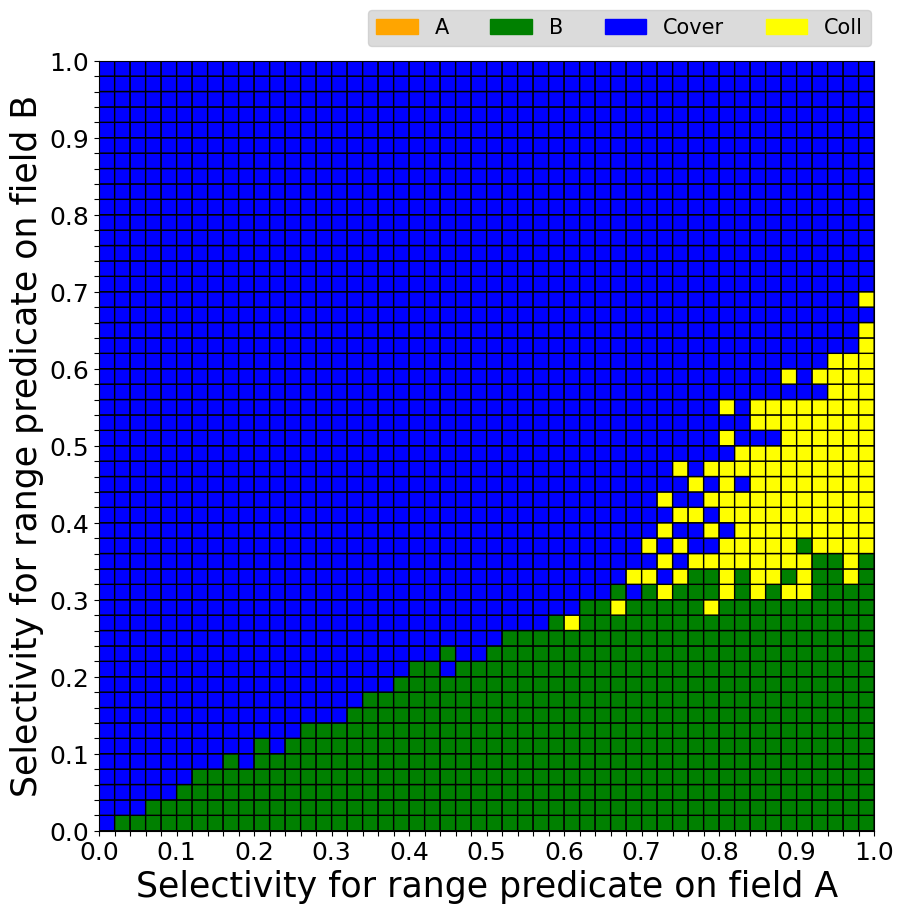 A B Cover Coll
Selectivity for range predicate on field B
1.0
0.9
0.8
0.7
0.6
0.5
0.4
0.3
0.2
0.1
0.0
0.0 0.1 0.2 0.3 0.4 0.5 0.6 0.7 0.8 0.9 1.0
Selectivity for range predicate on field A